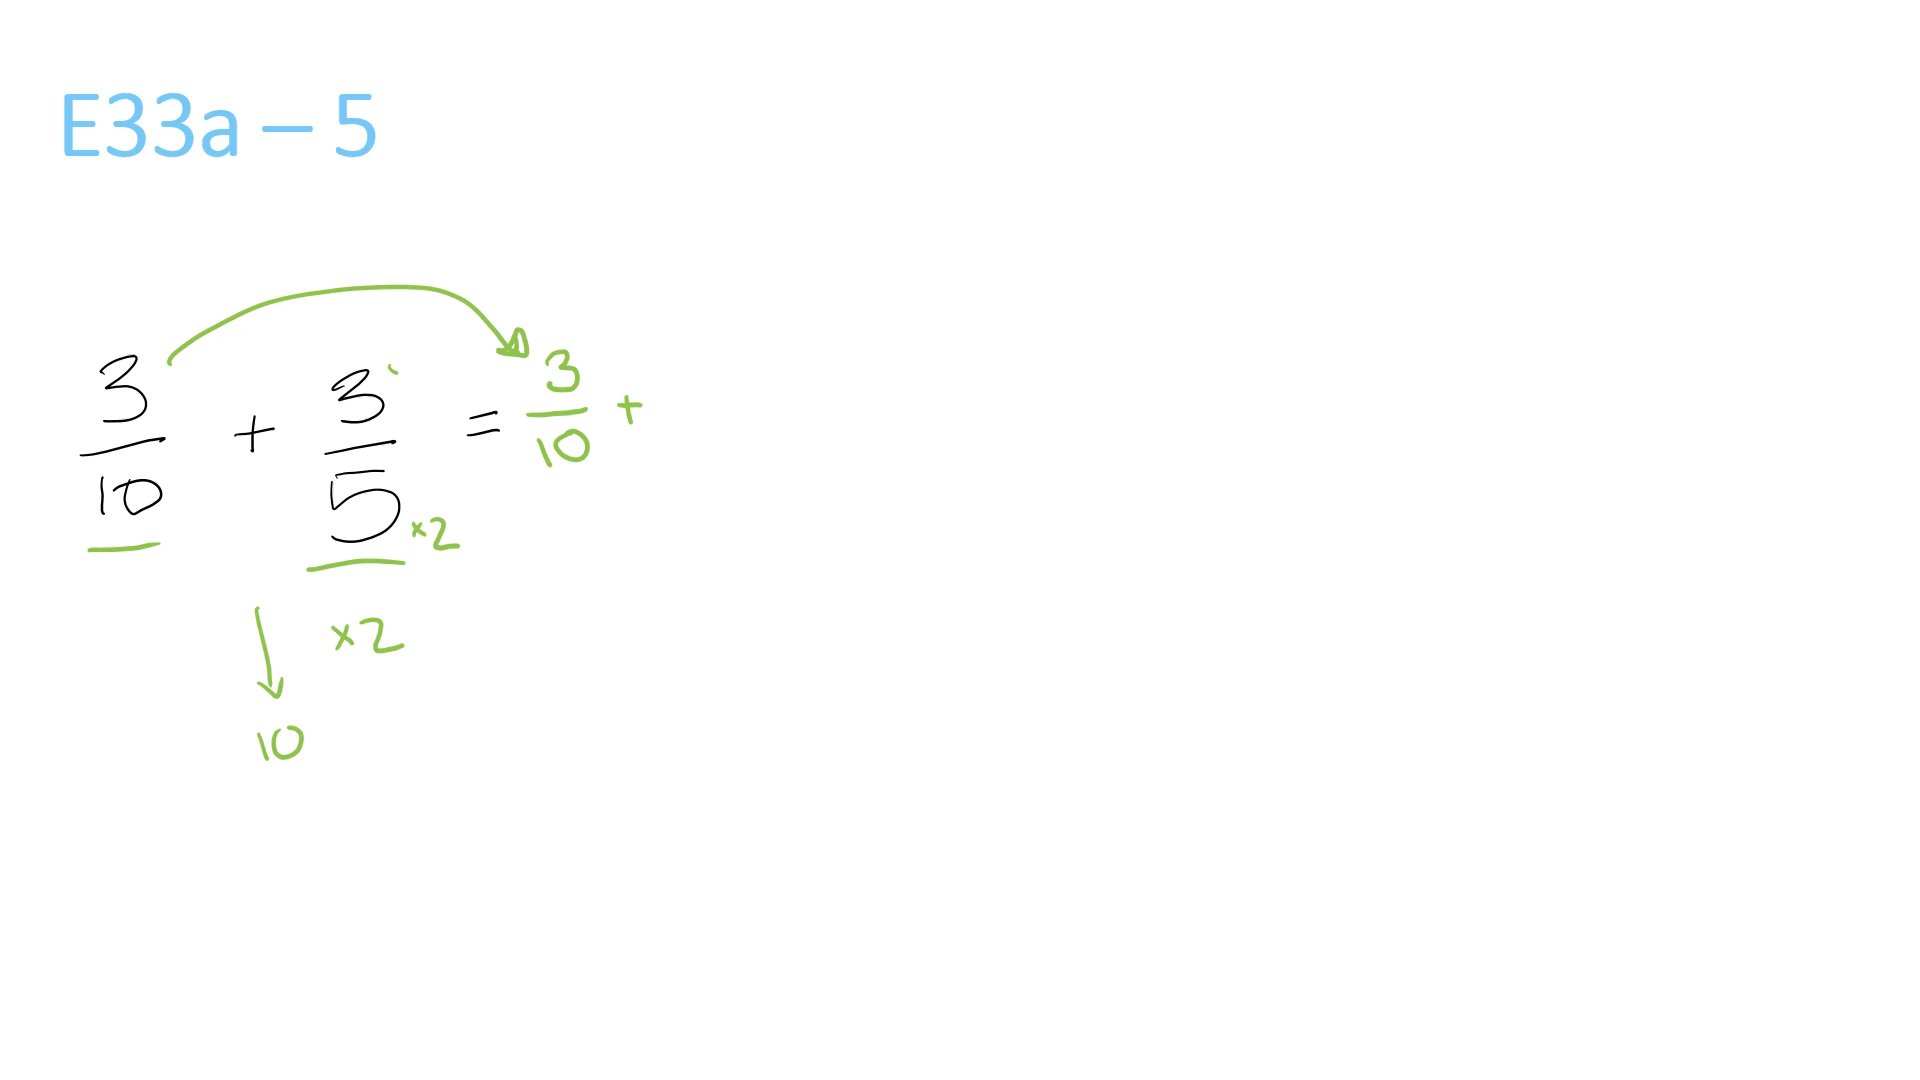 E33a – 5
3/10 + 3/5 = 3/10 +
×2
×2
10